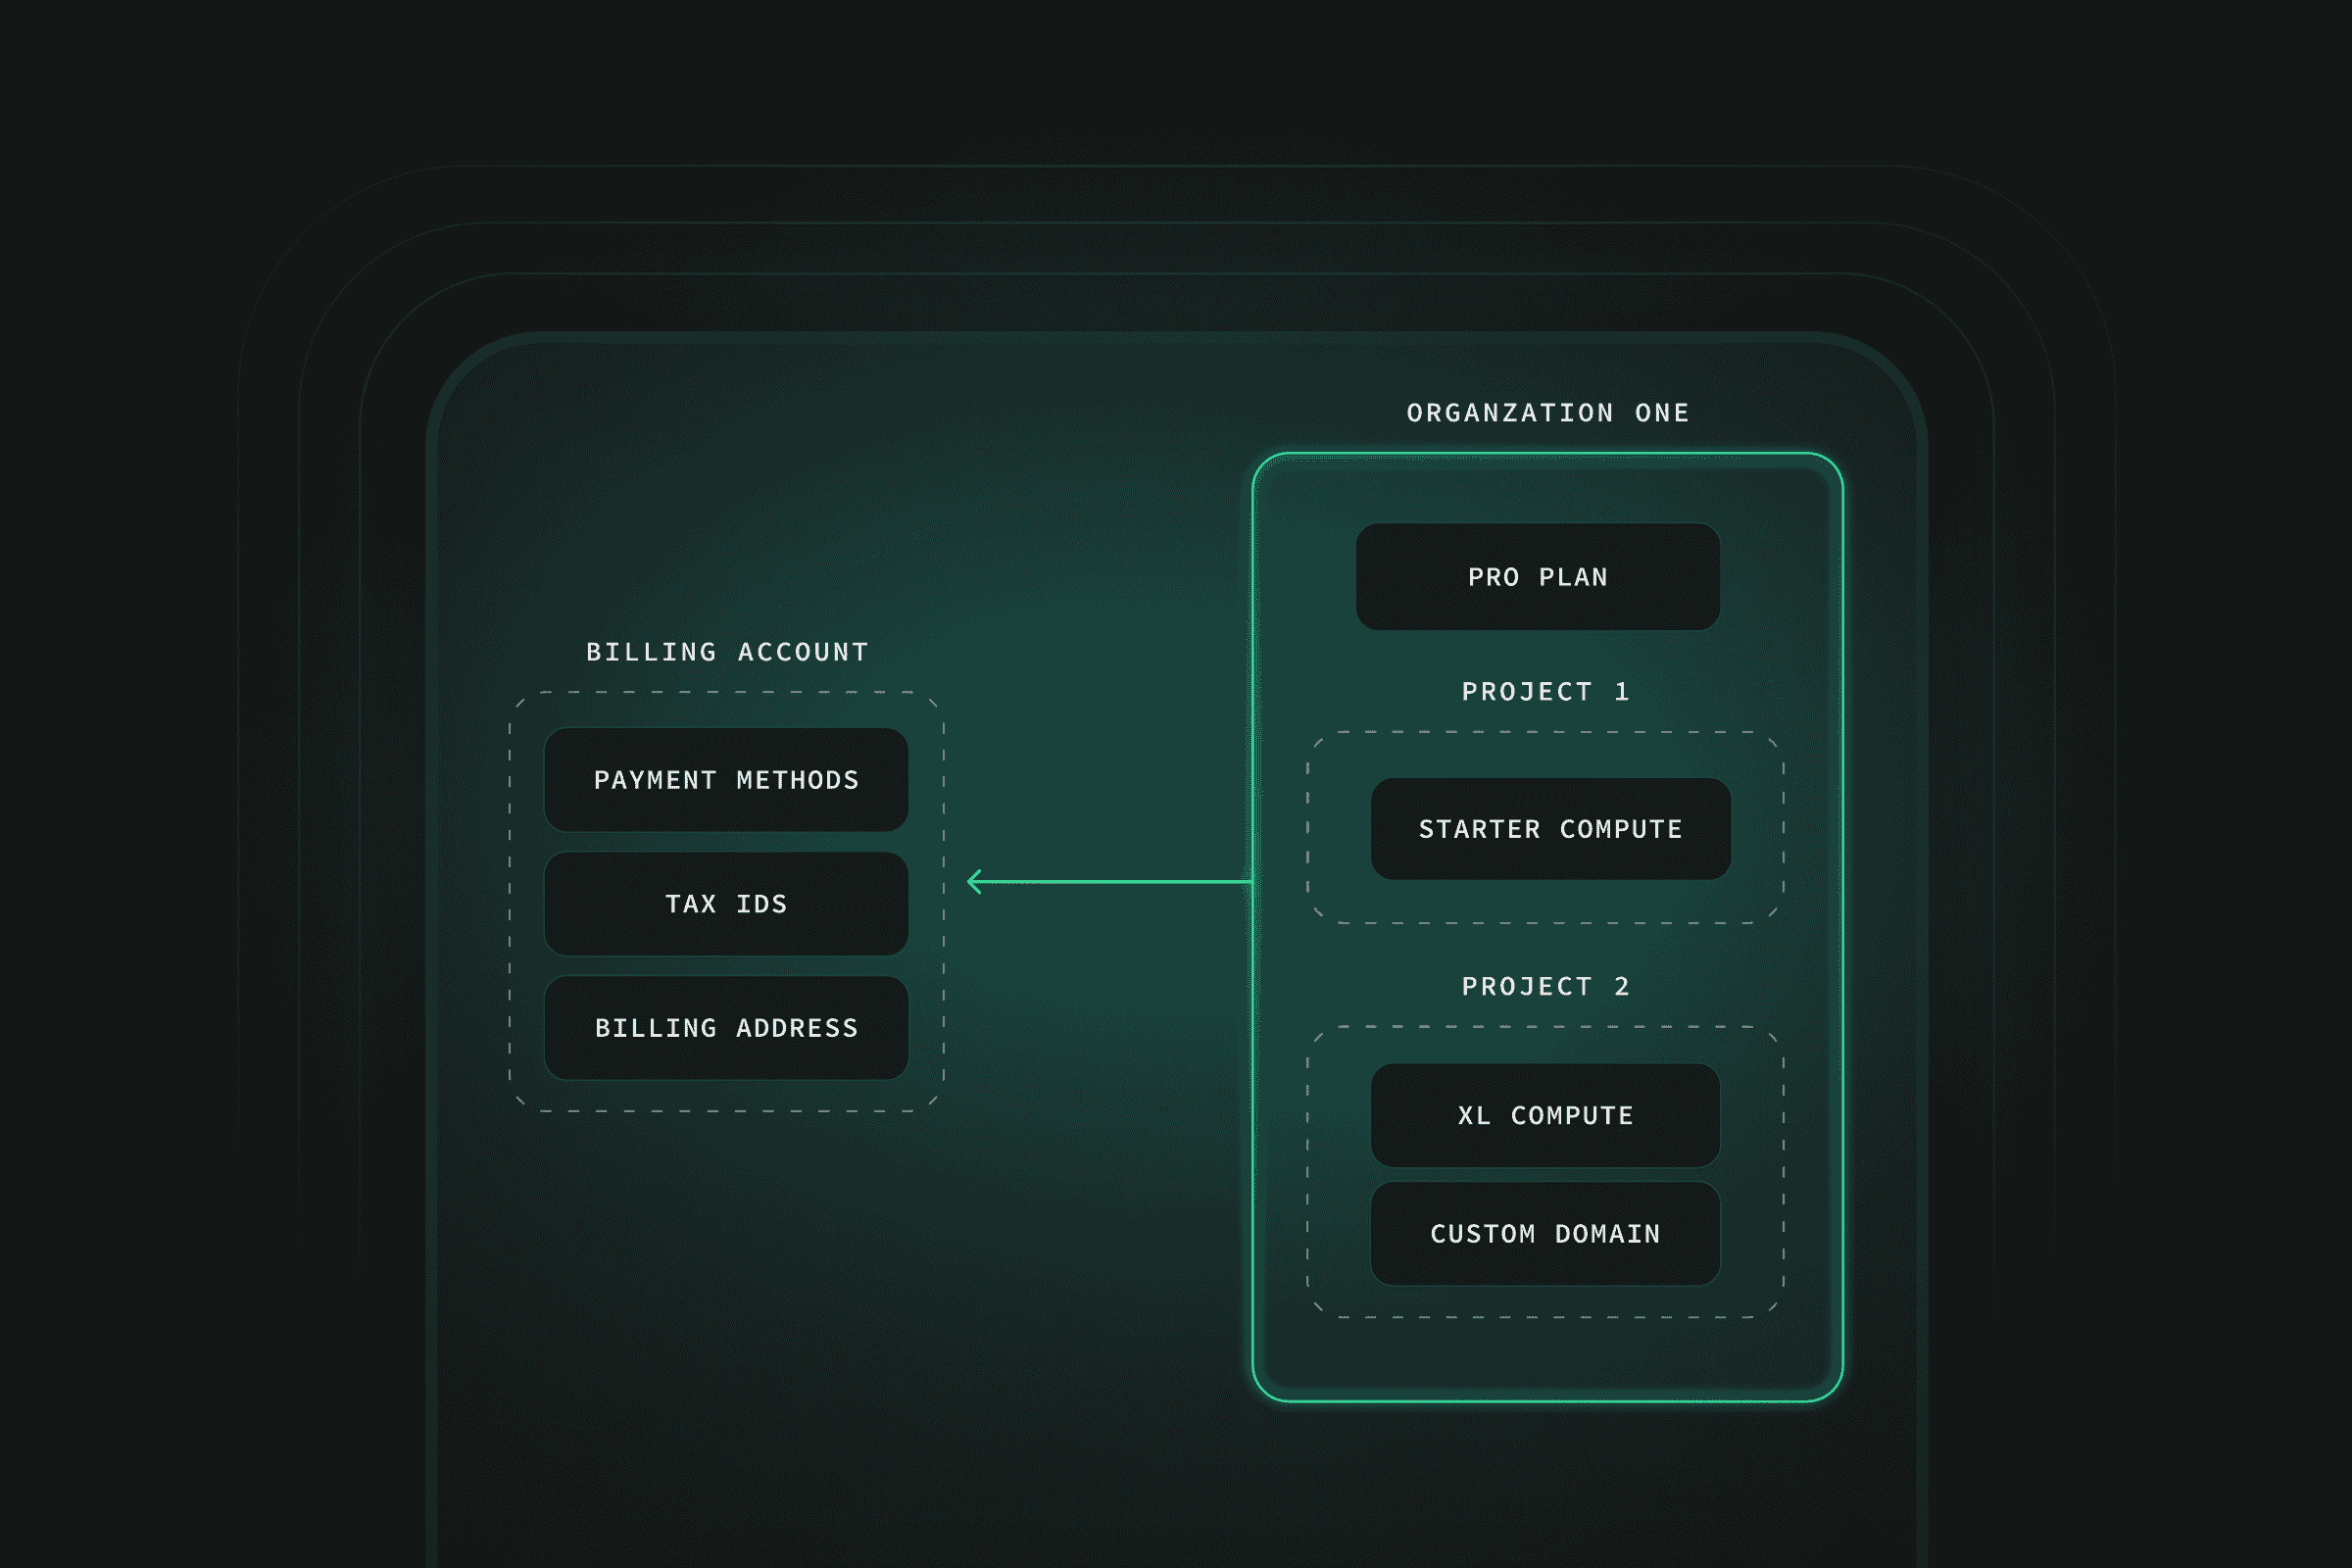 BILLING ACCOUNT
PAYMENT METHODS
TAX IDS
BILLING ADDRESS
ORGANZATION ONE
PRO PLAN
PROJECT 1
STARTER COMPUTE
PROJECT 2
XL COMPUTE
CUSTOM DOMAIN